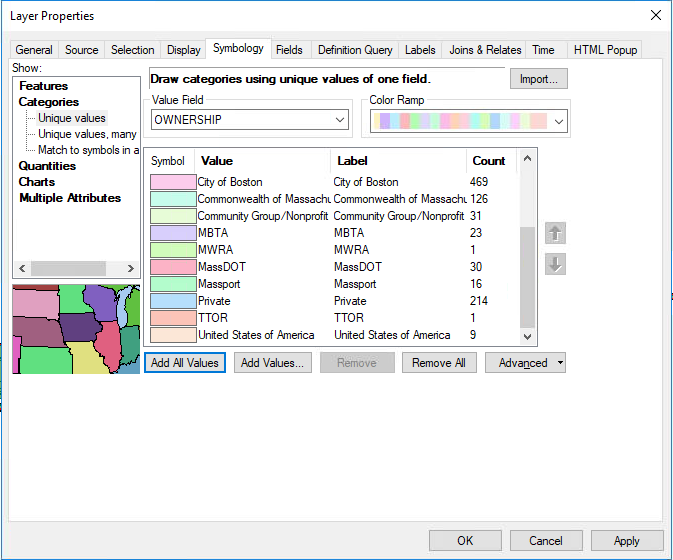 Layer Properties
General Source Selection Display Symbology Fields Definition Query Labels Joins & Relates Time HTML Popup
Show:
Features
Categories
Unique values
Unique values, many
Match to symbols in a
Quantities
Charts
Multiple Attributes
Draw categories using unique values of one field.
Import...
Value Field
OWNERSHIP
Color Ramp
Symbol Value Label Count
City of Boston City of Boston 469
Commonwealth of Massachu Commonwealth of Massachu 126
Community Group/Nonprofit Community Group/Nonprofit 31
MBTA MBTA 23
MWRA MWRA 1
MassDOT MassDOT 30
Massport Massport 16
Private Private 214
TTOR TTOR 1
United States of America United States of America 9
Add All Values Add Values... Remove Remove All Advanced
OK Cancel Apply